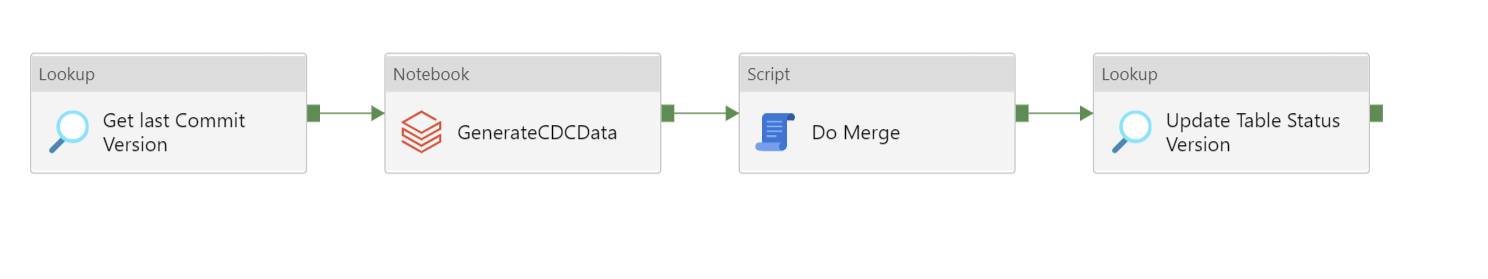 Lookup
Get last Commit
Version
Notebook
GenerateCDCData
Script
Do Merge
Lookup
Update Table Status
Version